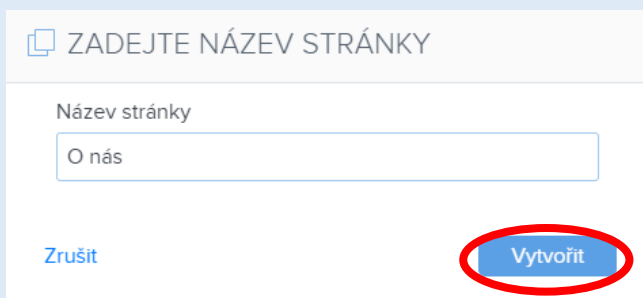 ZADEJTE NÁZEV STRÁNKY
Název stránky
O nás
Zrušit
Vytvořit